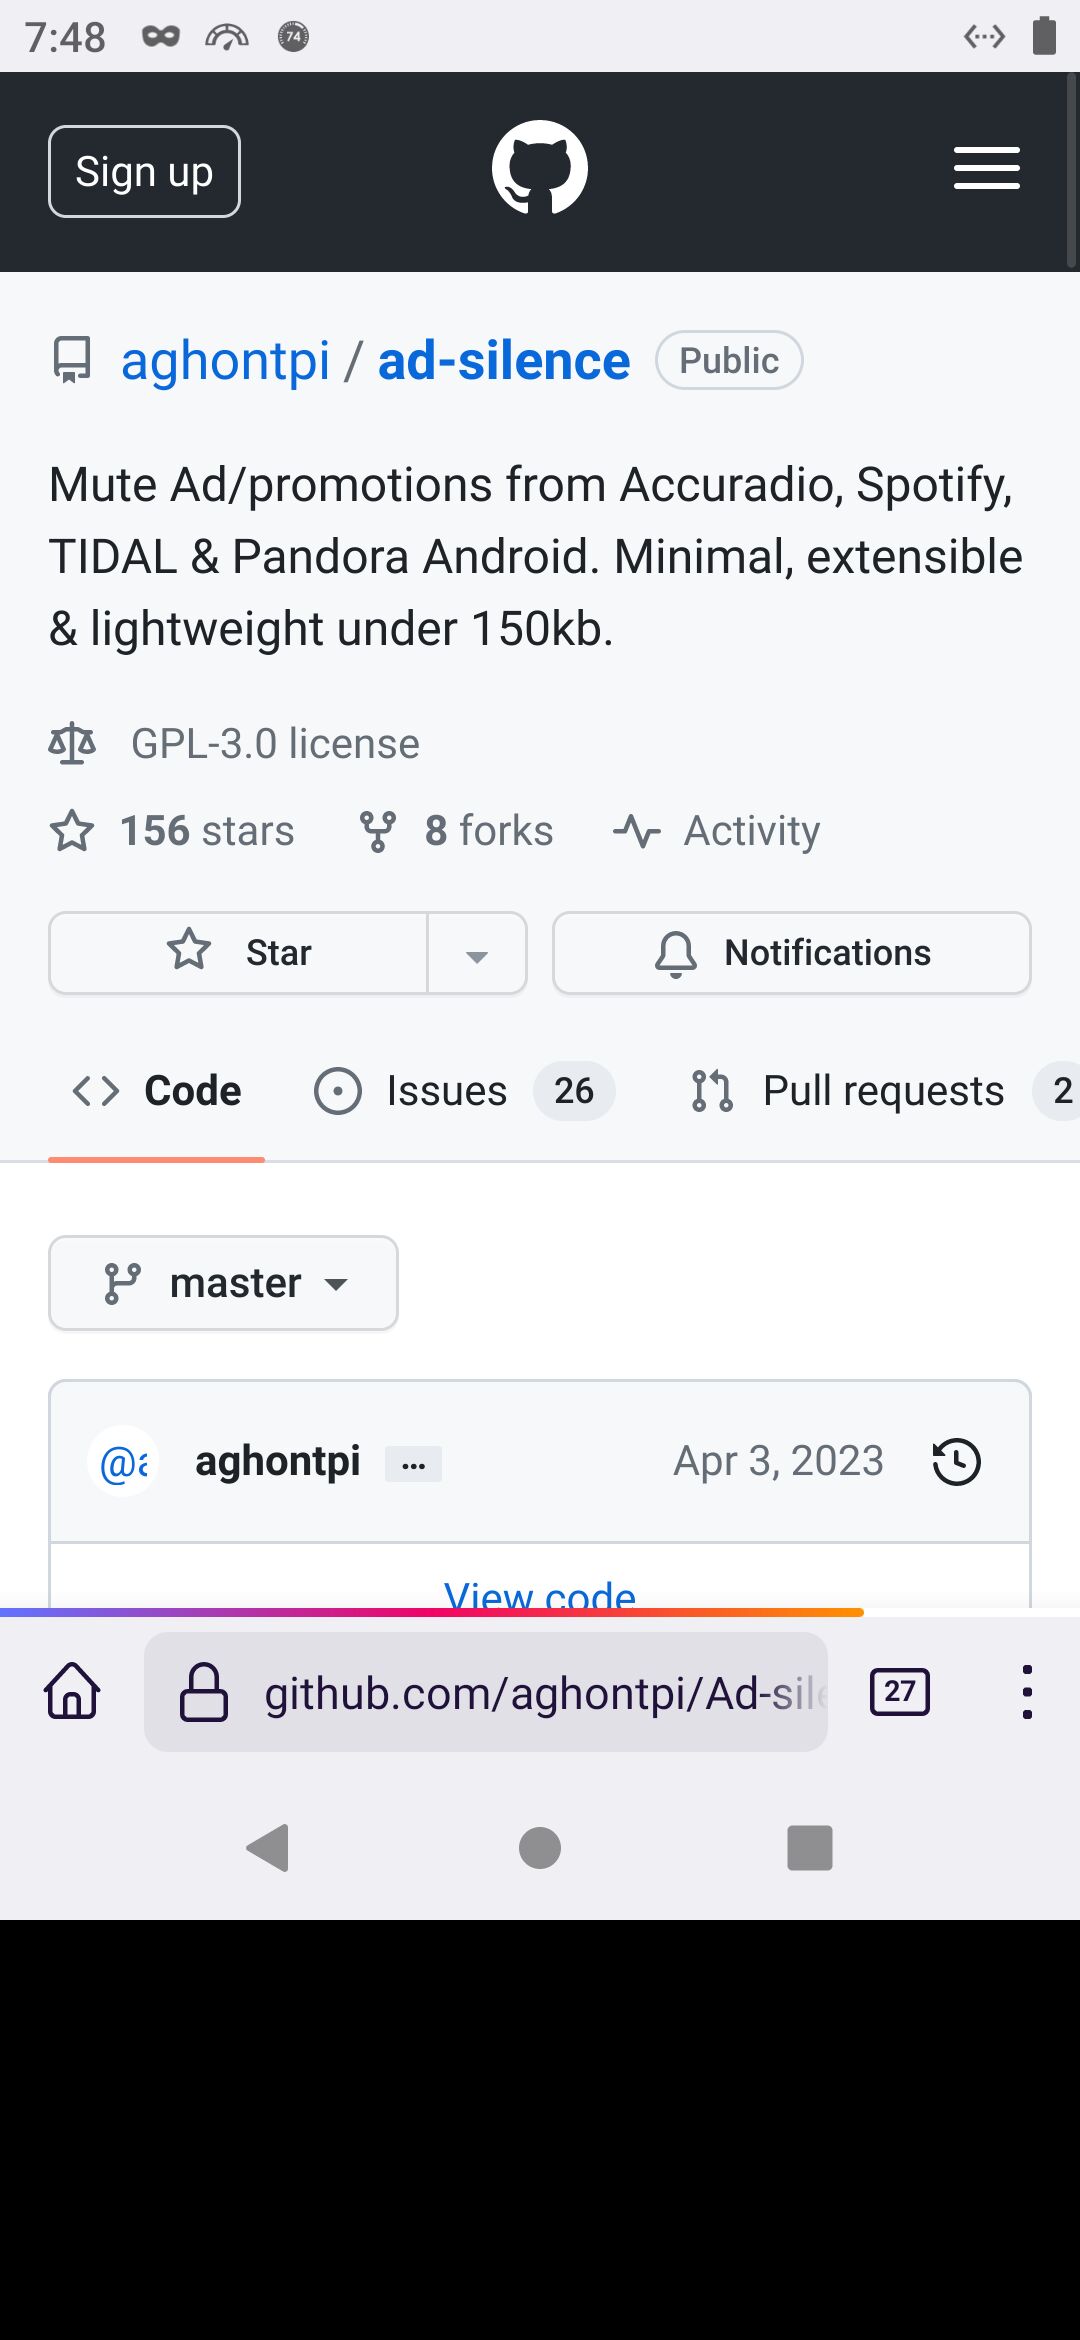 7:48 74
Sign up
aghontpi / ad-silence Public
Mute Ad/promotions from Accuradio, Spotify,
TIDAL & Pandora Android. Minimal, extensible
& lightweight under 150kb.
GPL-3.0 license
156 stars 8 forks Activity
Star Notifications
Code Issues 26 Pull requests 2
master
@a aghontpi ... Apr 3, 2023
View code
github.com/aghontpi/Ad-sile 27